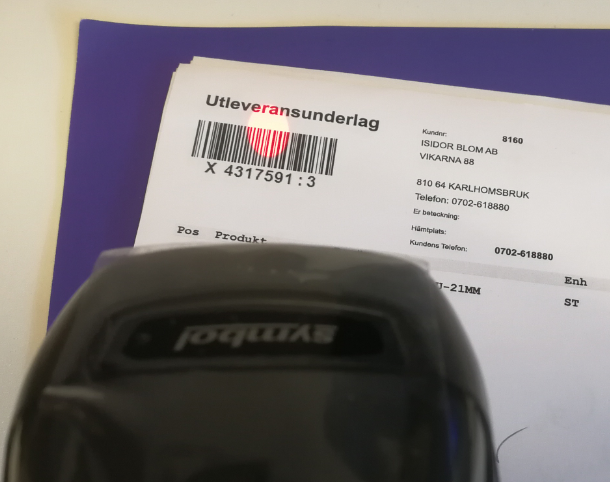 Utleveransunderlag
X 4317591:3
Kundnr: 8160
ISIDOR BLOM AB
VIKARNA 88
810 64 KARLHOMSBRUK
Telefon: 0702-618880
Er beteckning:
Hämtplats:
Kundens Telefon: 0702-618880
Pos Produkt Enh
-21MM ST
symbol